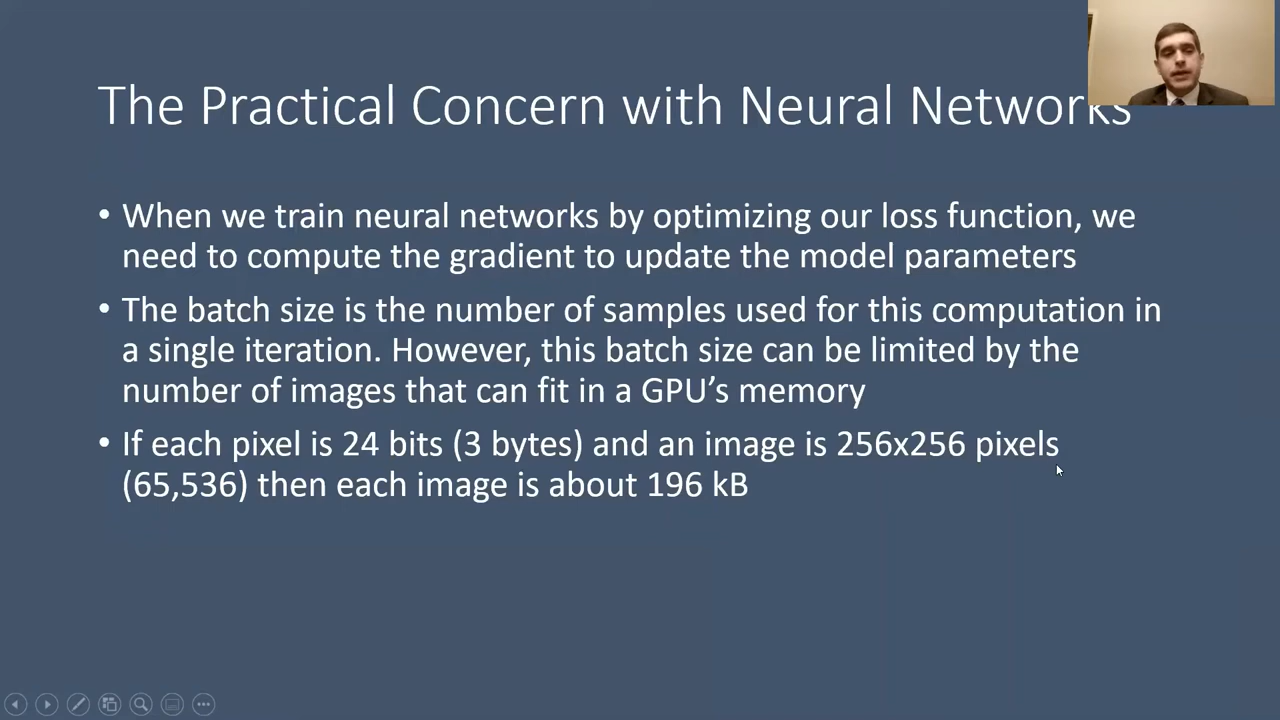 The Practical Concern with Neural Networks
• When we train neural networks by optimizing our loss function, we
need to compute the gradient to update the model parameters
• The batch size is the number of samples used for this computation in
a single iteration. However, this batch size can be limited by the
number of images that can fit in a GPU’s memory
• If each pixel is 24 bits (3 bytes) and an image is 256x256 pixels
(65,536) then each image is about 196 kB